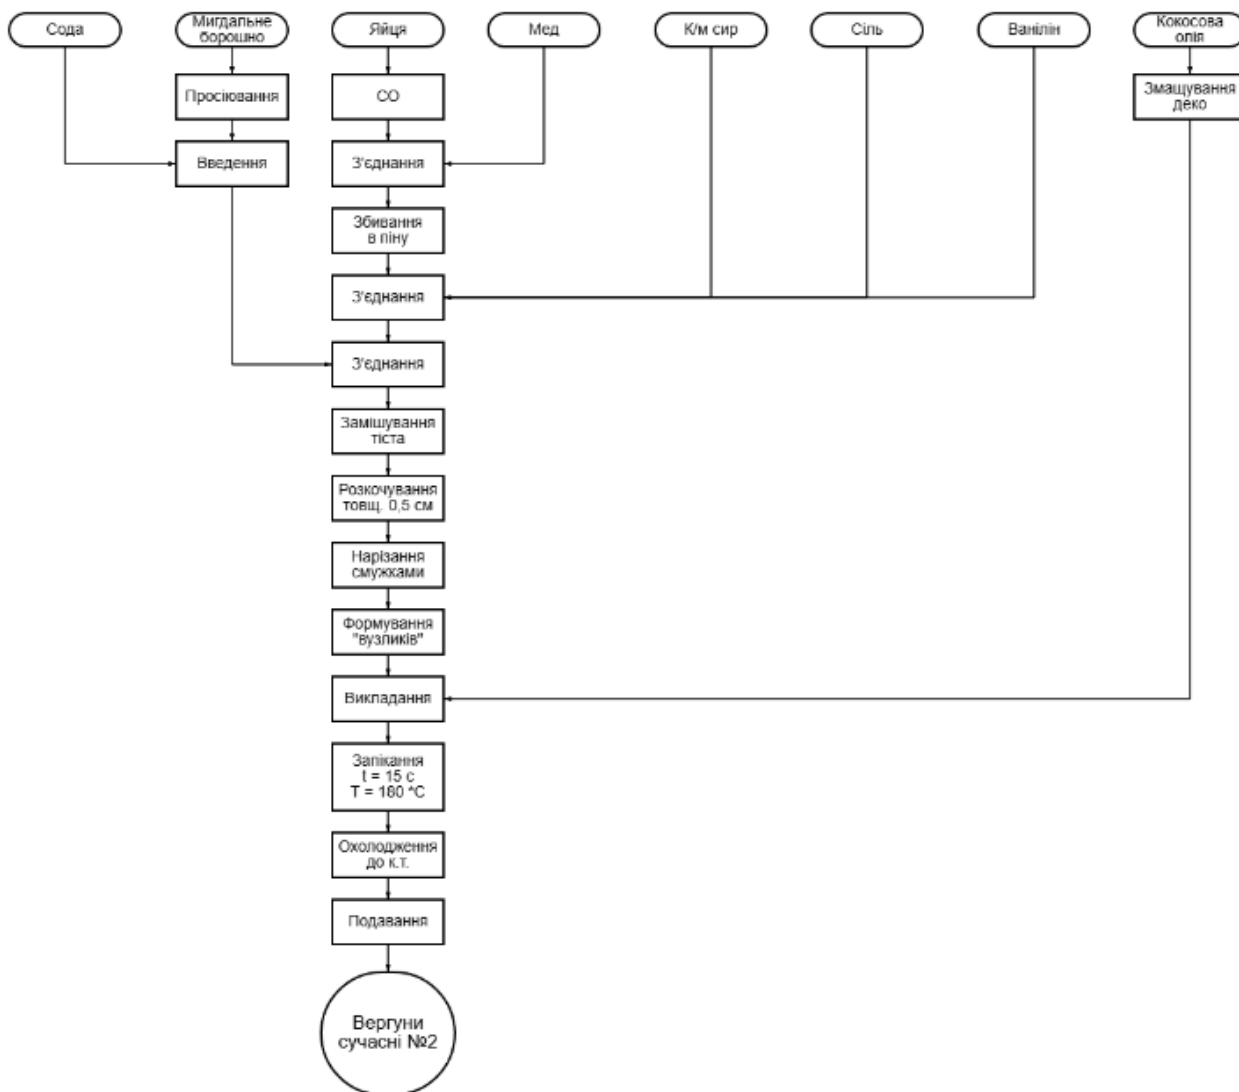 Сода
Мигдальне
борошно
Яйця
Мед
К/м сир
Сіль
Ванілін
Кокосова
олія
Просіювання
СО
Змащування
деко
Введення
З'єднання
Збивання
в піну
З'єднання
З'єднання
Замішування
тіста
Розкочування
товщ. 0,5 см
Нарізання
смужками
Формування
"вузликів"
Викладання
Запікання
t = 15 с
T = 180 *C
Охолодження
до к.т.
Подавання
Вергуни
сучасні №2